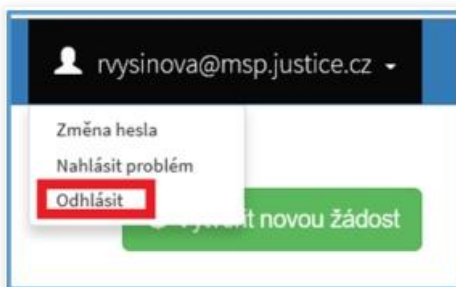 rvysinova@msp.justice.cz
Změna hesla
Nahlásit problém
Odhlásit
novou žádost